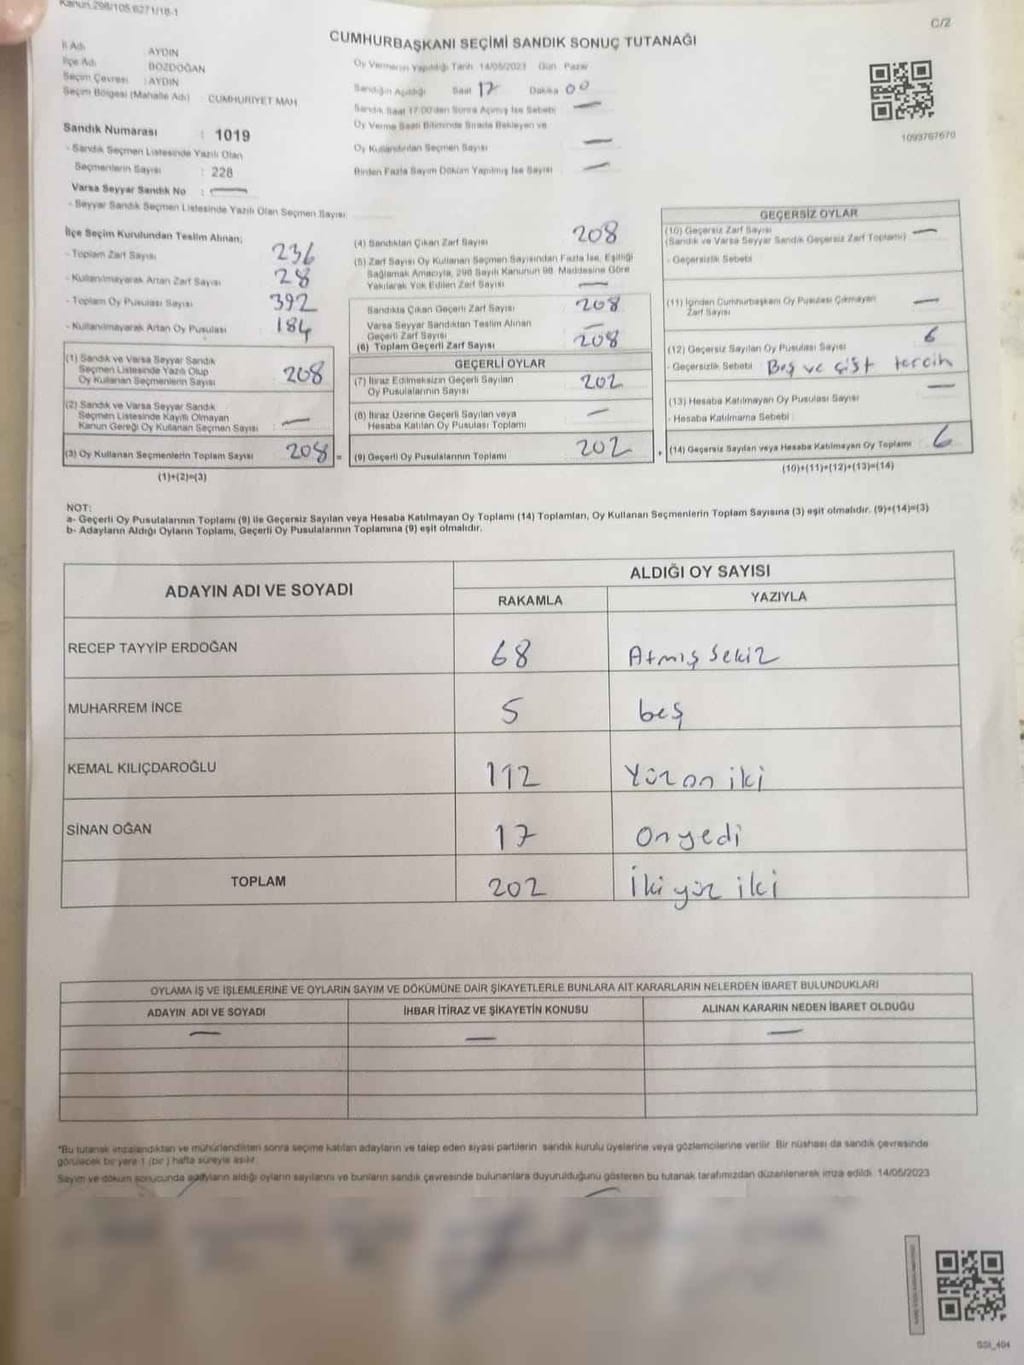 Kanun.298/105.6271/16-1
C/2
CUMHURBAŞKANI SEÇİMİ SANDIK SONUÇ TUTANAĞI
İl Adı AYDIN
İlçe Adı BOZDOĞAN
Seçim Çevresi : AYDIN
Seçim Bölgesi (Mahalle Adı) CUMHURİYET MAH
Sandık Numarası : 1019
- Sandık Seçmen Listesinde Yazılı Olan
Seçmenlerin Sayısı : 228
Varsa Seyyar Sandık No : —
- Seyyar Sandık Seçmen Listesinde Yazılı Olan Seçmen Sayısı
Oy Vermenin Yapıldığı Tarih 14/05/2023 Gün Pazar
Sandığın Açıldığı Saat 17 Dakika 00
Sandık Saat 17:00'den Sonra Açılmış İse Sebebi —
Oy Verme Saati Bitiminde Sırada Bekleyen ve
Oy Kullandırılan Seçmen Sayısı —
Birden Fazla Sayım Döküm Yapılmış İse Sayısı —
1093767670
İlçe Seçim Kurulundan Teslim Alınan;
- Toplam Zarf Sayısı 236
- Kullanılmayarak Artan Zarf Sayısı 28
- Toplam Oy Pusulası Sayısı 392
- Kullanılmayarak Artan Oy Pusulası 184
(1) Sandık ve Varsa Seyyar Sandık
Seçmen Listesinde Yazılı Olup
Oy Kullanan Seçmenlerin Sayısı 208
(2) Sandık ve Varsa Seyyar Sandık
Seçmen Listesinde Kayıtlı Olmayan
Kanun Gereği Oy Kullanan Seçmen Sayısı —
(3) Oy Kullanan Seçmenlerin Toplam Sayısı 208 =
(1)+(2)=(3)
(4) Sandıktan Çıkan Zarf Sayısı 208
(5) Zarf Sayısı Oy Kullanan Seçmen Sayısından Fazla İse, Eşitliği
Sağlamak Amacıyla, 298 Sayılı Kanunun 98. Maddesine Göre
Yakılarak Yok Edilen Zarf Sayısı —
Sandıkta Çıkan Geçerli Zarf Sayısı 208
Varsa Seyyar Sandıktan Teslim Alınan
Geçerli Zarf Sayısı —
(6) Toplam Geçerli Zarf Sayısı 208
GEÇERLİ OYLAR
(7) İtiraz Edilmeksizin Geçerli Sayılan
Oy Pusulalarının Sayısı 202
(8) İtiraz Üzerine Geçerli Sayılan veya
Hesaba Katılan Oy Pusulası Toplamı —
(9) Geçerli Oy Pusulalarının Toplamı 202 +
GEÇERSİZ OYLAR
(10) Geçersiz Zarf Sayısı —
(Sandık ve Varsa Seyyar Sandık Geçersiz Zarf Toplamı)
- Geçersizlik Sebebi
(11) İçinden Cumhurbaşkanı Oy Pusulası Çıkmayan
Zarf Sayısı —
(12) Geçersiz Sayılan Oy Pusulası Sayısı 6
- Geçersizlik Sebebi Boş ve çift tercih
(13) Hesaba Katılmayan Oy Pusulası Sayısı —
- Hesaba Katılmama Sebebi
(14) Geçersiz Sayılan veya Hesaba Katılmayan Oy Toplamı 6
(10)+(11)+(12)+(13)=(14)
NOT:
a- Geçerli Oy Pusulalarının Toplamı (9) ile Geçersiz Sayılan veya Hesaba Katılmayan Oy Toplamı (14) Toplamları, Oy Kullanan Seçmenlerin Toplam Sayısına (3) eşit olmalıdır. (9)+(14)=(3)
b- Adayların Aldığı Oyların Toplamı, Geçerli Oy Pusulalarının Toplamına (9) eşit olmalıdır.
ADAYIN ADI VE SOYADI
ALDIĞI OY SAYISI
RAKAMLA YAZIYLA
RECEP TAYYİP ERDOĞAN 68 Atmış sekiz
MUHARREM İNCE 5 beş
KEMAL KILIÇDAROĞLU 112 Yüz on iki
SİNAN OĞAN 17 Onyedi
TOPLAM 202 İki yüz iki
OYLAMA İŞ VE İŞLEMLERİNE VE OYLARIN SAYIM VE DÖKÜMÜNE DAİR ŞİKAYETLERLE BUNLARA AİT KARARLARIN NELERDEN İBARET BULUNDUKLARI
ADAYIN ADI VE SOYADI İHBAR İTİRAZ VE ŞİKAYETİN KONUSU ALINAN KARARIN NEDEN İBARET OLDUĞU
— — —
*Bu tutanak imzalandıktan ve mühürlendikten sonra seçime katılan adayların ve talep eden siyasi partilerin sandık kurulu üyelerine veya gözlemcilerine verilir. Bir nüshası da sandık çevresinde
görülecek bir yere 1 (bir) hafta süreyle asılır.
Sayım ve döküm sonucunda adayların aldığı oyların sayılarını ve bunların sandık çevresinde bulunanlara duyurulduğunu gösteren bu tutanak tarafımızdan düzenlenerek imza edildi. 14/05/2023
SSI_404